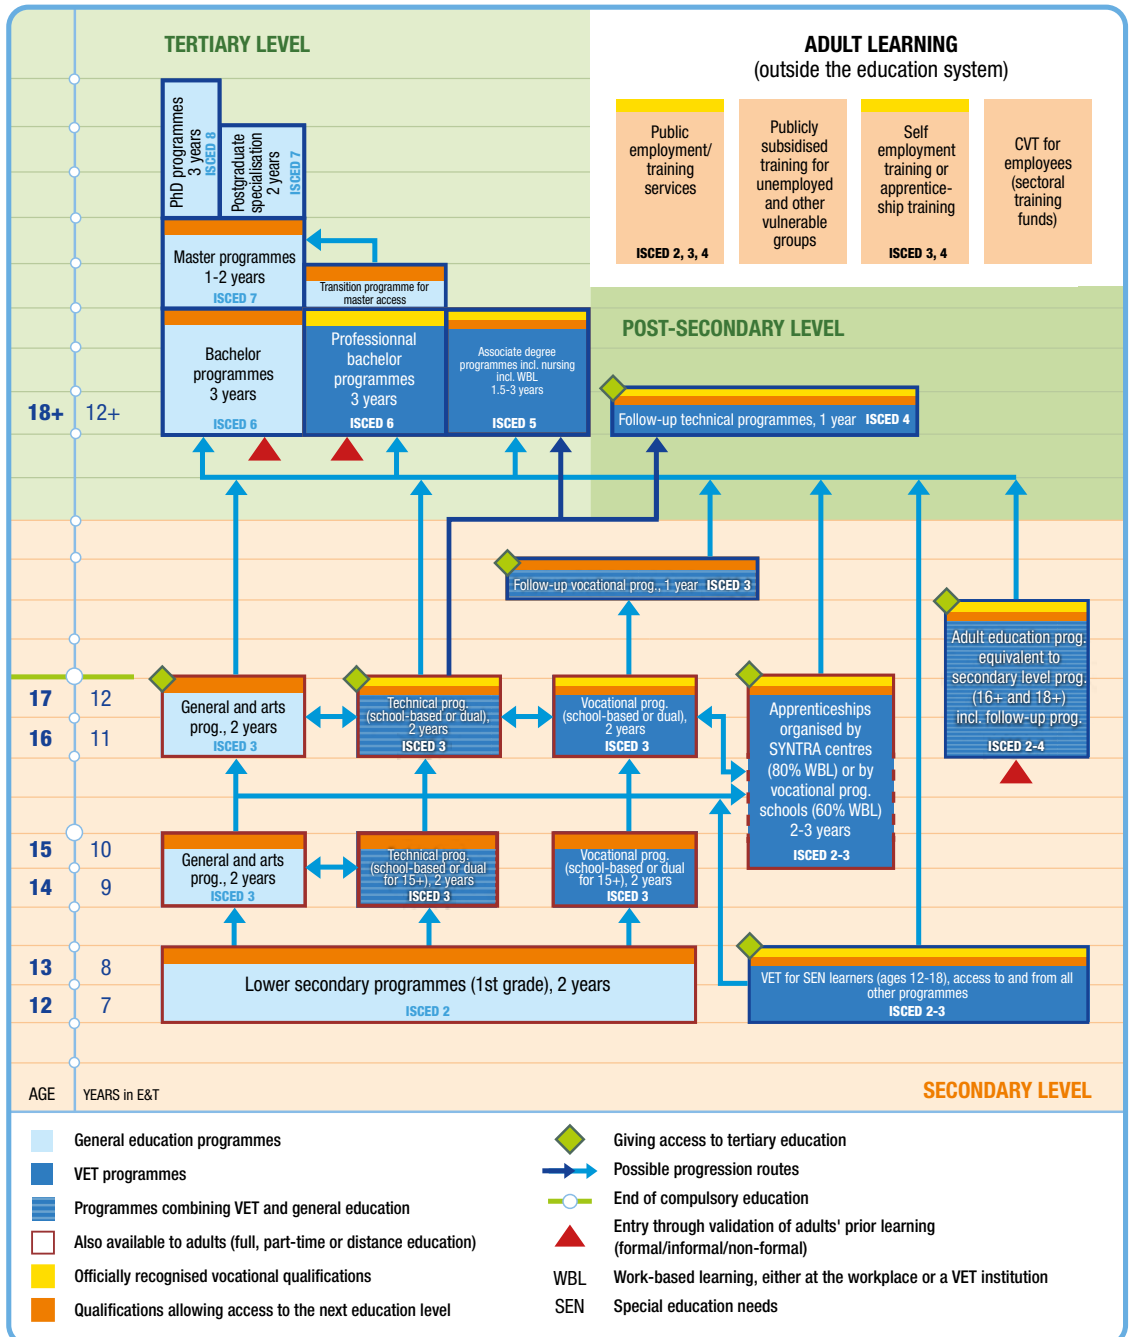 TERTIARY LEVEL
ADULT LEARNING
(outside the education system)
PhD programmes
3 years
ISCED 8
Postgraduate
specialisation
2 years
ISCED 7
Public
employment/
training
services
ISCED 2, 3, 4
Publicly
subsidised
training for
unemployed
and other
vulnerable
groups
Self
employment
training or
apprentice-
ship training
ISCED 3, 4
CVT for
employees
(sectoral
training
funds)
Master programmes
1-2 years
ISCED 7
Transition programme for
master access
POST-SECONDARY LEVEL
Bachelor
programmes
3 years
ISCED 6
Professionnal
bachelor
programmes
3 years
ISCED 6
Associate degree
programmes incl. nursing
incl. WBL
1.5-3 years
ISCED 5
Follow-up technical programmes, 1 year ISCED 4
18+ 12+
Follow-up vocational prog., 1 year ISCED 3
Adult education prog.
equivalent to
secondary level prog.
(16+ and 18+)
incl. follow-up prog.
ISCED 2-4
17 12
16 11
General and arts
prog., 2 years
ISCED 3
Technical prog.
(school-based or dual),
2 years
ISCED 3
Vocational prog.
(school-based or dual),
2 years
ISCED 3
Apprenticeships
organised by
SYNTRA centres
(80% WBL) or by
vocational prog.
schools (60% WBL)
2-3 years
ISCED 2-3
15 10
14 9
General and arts
prog., 2 years
ISCED 3
Technical prog.
(school-based or dual
for 15+), 2 years
ISCED 3
Vocational prog.
(school-based or dual
for 15+), 2 years
ISCED 3
13 8
12 7
Lower secondary programmes (1st grade), 2 years
ISCED 2
VET for SEN learners (ages 12-18), access to and from all
other programmes
ISCED 2-3
AGE YEARS in E&T
SECONDARY LEVEL
General education programmes
VET programmes
Programmes combining VET and general education
Also available to adults (full, part-time or distance education)
Officially recognised vocational qualifications
Qualifications allowing access to the next education level
Giving access to tertiary education
Possible progression routes
End of compulsory education
Entry through validation of adults' prior learning
(formal/informal/non-formal)
WBL Work-based learning, either at the workplace or a VET institution
SEN Special education needs